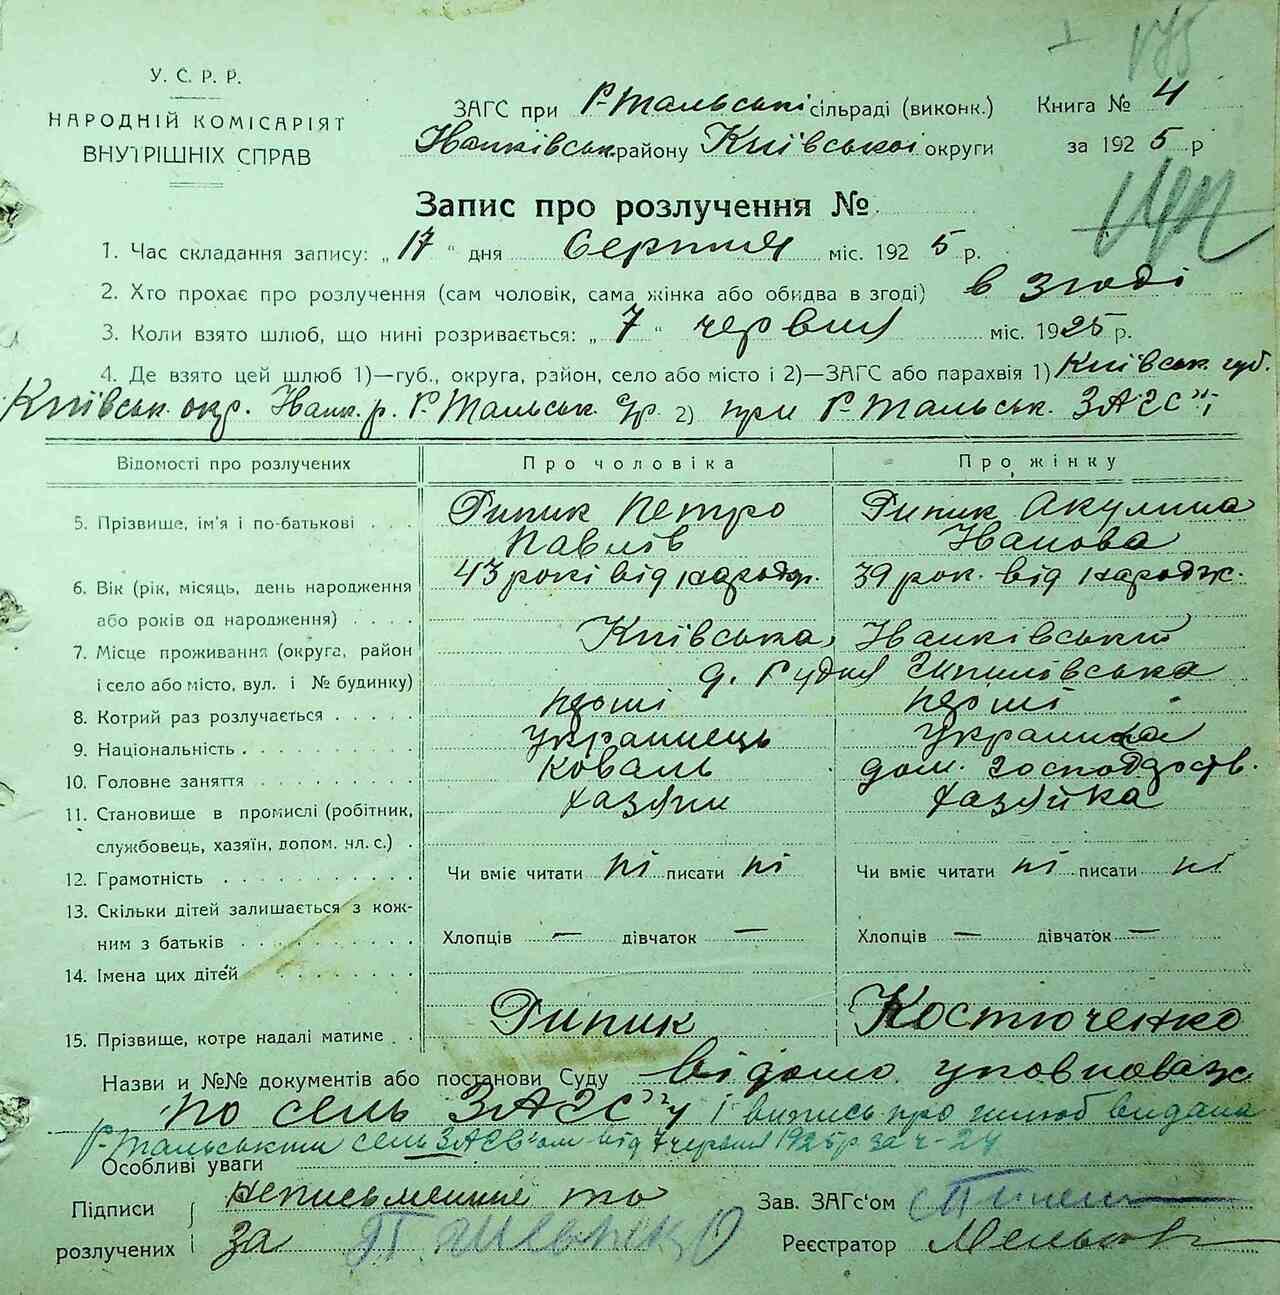 175
У. С. Р. Р.
НАРОДНІЙ КОМІСАРІЯТ
ВНУТРІШНІХ СПРАВ
ЗАГС при Р-Тальські сільраді (виконк.) Книга № 4
Іванківськ. району Київської округи за 1925 р
Запис про розлучення №
1. Час складання запису: „17“ дня Серпня міс. 1925 р.
2. Хто прохає про розлучення (сам чоловік, сама жінка або обидва в згоді) в згоді
3. Коли взято шлюб, що нині розривається: „7“ червня міс. 1925 р.
4. Де взято цей шлюб 1)—губ., округа, район, село або місто і 2)—ЗАГС або парахвія 1) Київськ. губ.
Київськ. окр. Іванк. р. Р-Тальськ. 2) при Р-Тальськ. ЗАГС"і
Відомості про розлучених Про чоловіка Про жінку
5. Прізвище, ім'я і по-батькові Рипик Петро Павлів Рипик Акулина Іванова
6. Вік (рік, місяць, день народження або років од народження) 43 рокі від народж. 39 рок. від народж.
7. Місце проживання (округа, район і село або місто, вул. і № будинку) Київська, Іванківський
д. Рудня
8. Котрий раз розлучається перші перші
9. Національність українець українка
10. Головне заняття Коваль дом. господарств.
11. Становище в промислі (робітник, службовець, хазяїн, допом. чл. с.) хазяїн хазяйка
12. Грамотність Чи вміє читати ні писати ні Чи вміє читати ні писати ні
13. Скільки дітей залишається з кожним з батьків Хлопців — дівчаток — Хлопців — дівчаток —
14. Імена цих дітей
15. Прізвище, котре надалі матиме Рипик Костюченко
Назви и №№ документів або постанови Суду відомо уповноваж.
по сель ЗАГС"у і випись про шлюб видана
Р-Тальським сель ЗАГС'ом від 7 червня 1925 р за ч-24
Особливі уваги
Підписи розлучених неписьменні та
за
Зав. ЗАГс'ом
Реєстратор